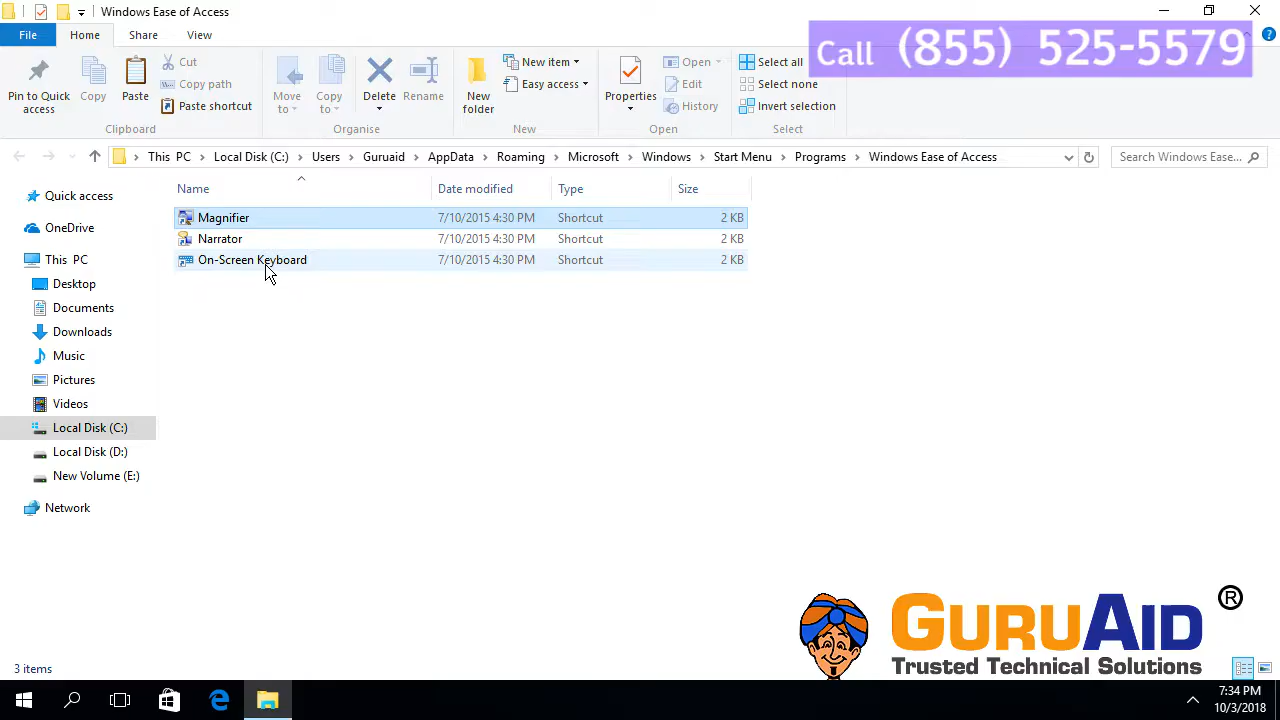 Windows Ease of Access
File Home Share View
Call (855) 525-5579
Pin to Quick access
Copy
Paste
Cut
Copy path
Paste shortcut
Clipboard
Move to
Copy to
Delete
Rename
Organise
New folder
New item
Easy access
New
Properties
Open
Edit
History
Open
Select all
Select none
Invert selection
Select
This PC Local Disk (C:) Users Guruaid AppData Roaming Microsoft Windows Start Menu Programs Windows Ease of Access
Search Windows Ease...
Quick access
OneDrive
This PC
Desktop
Documents
Downloads
Music
Pictures
Videos
Local Disk (C:)
Local Disk (D:)
New Volume (E:)
Network
Name Date modified Type Size
Magnifier 7/10/2015 4:30 PM Shortcut 2 KB
Narrator 7/10/2015 4:30 PM Shortcut 2 KB
On-Screen Keyboard 7/10/2015 4:30 PM Shortcut 2 KB
GURUAID ®
Trusted Technical Solutions
3 items
7:34 PM
10/3/2018